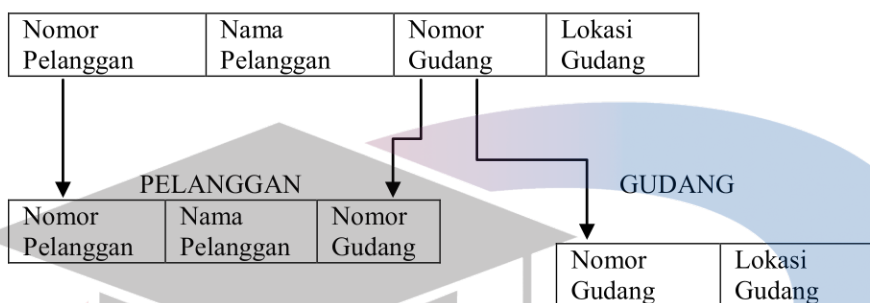 Nomor Nama Nomor Lokasi
Pelanggan Pelanggan Gudang Gudang
PELANGGAN GUDANG
Nomor Nama Nomor
Pelanggan Pelanggan Gudang
Nomor Lokasi
Gudang Gudang